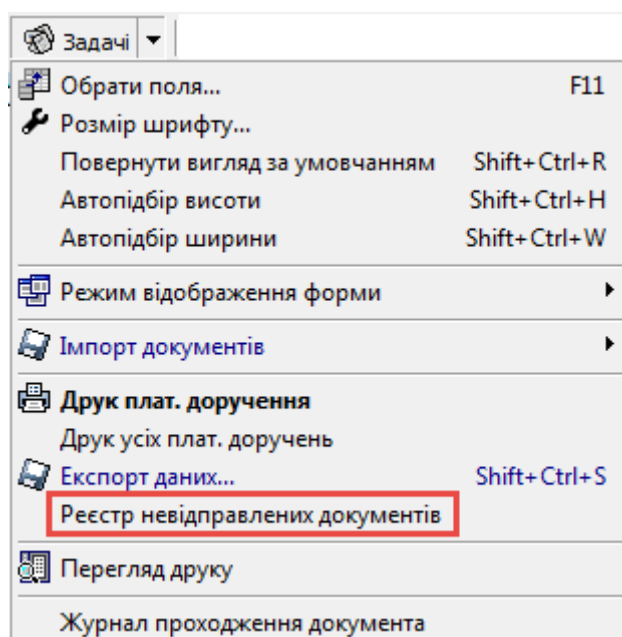 Задачі
Обрати поля... F11
Розмір шрифту...
Повернути вигляд за умовчанням Shift+Ctrl+R
Автопідбір висоти Shift+Ctrl+H
Автопідбір ширини Shift+Ctrl+W
Режим відображення форми
Імпорт документів
Друк плат. доручення
Друк усіх плат. доручень
Експорт даних... Shift+Ctrl+S
Реєстр невідправлених документів
Перегляд друку
Журнал проходження документа